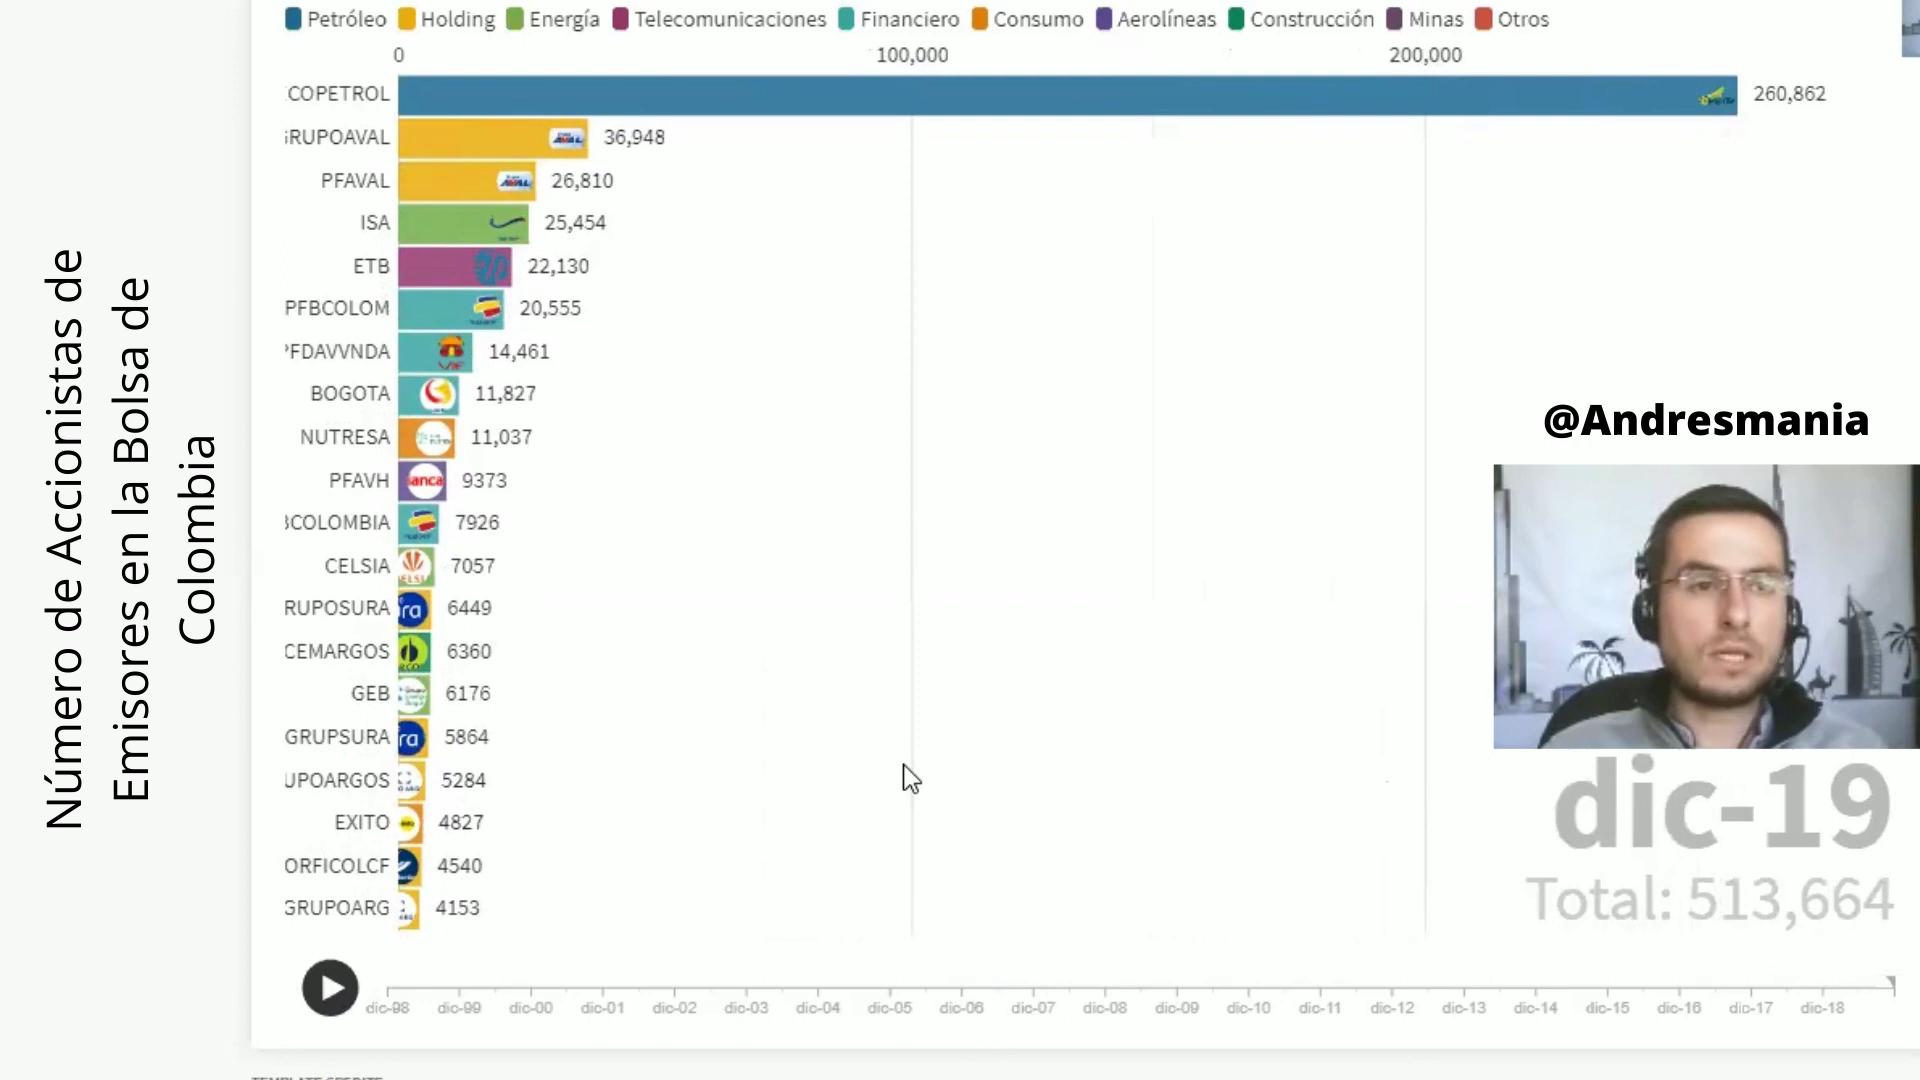 Número de Accionistas de
Emisores en la Bolsa de
Colombia
Petróleo Holding Energía Telecomunicaciones Financiero Consumo Aerolíneas Construcción Minas Otros
0 100,000 200,000
COPETROL 260,862
RUPOAVAL 36,948
PFAVAL 26,810
ISA 25,454
ETB 22,130
PFBCOLOM 20,555
FDAVVNDA 14,461
BOGOTA 11,827
NUTRESA 11,037
PFAVH anca 9373
COLOMBIA 7926
CELSIA 7057
RUPOSURA ra 6449
CEMARGOS 6360
GEB 6176
GRUPSURA ra 5864
UPOARGOS 5284
EXITO 4827
ORFICOLCF 4540
GRUPOARG 4153
@Andresmania
dic-19
Total: 513,664
dic-98 dic-99 dic-00 dic-01 dic-02 dic-03 dic-04 dic-05 dic-06 dic-07 dic-08 dic-09 dic-10 dic-11 dic-12 dic-13 dic-14 dic-15 dic-16 dic-17 dic-18